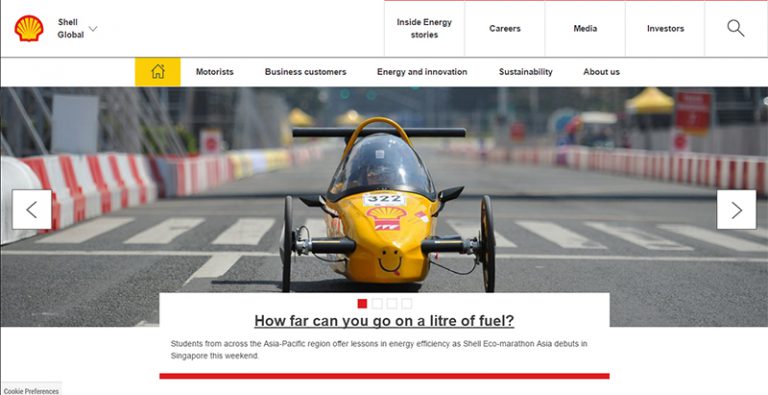 Shell
Global
Inside Energy
stories
Careers
Media
Investors
Motorists
Business customers
Energy and innovation
Sustainability
About us
322
How far can you go on a litre of fuel?
Students from across the Asia-Pacific region offer lessons in energy efficiency as Shell Eco-marathon Asia debuts in
Singapore this weekend.
Cookie Preferences